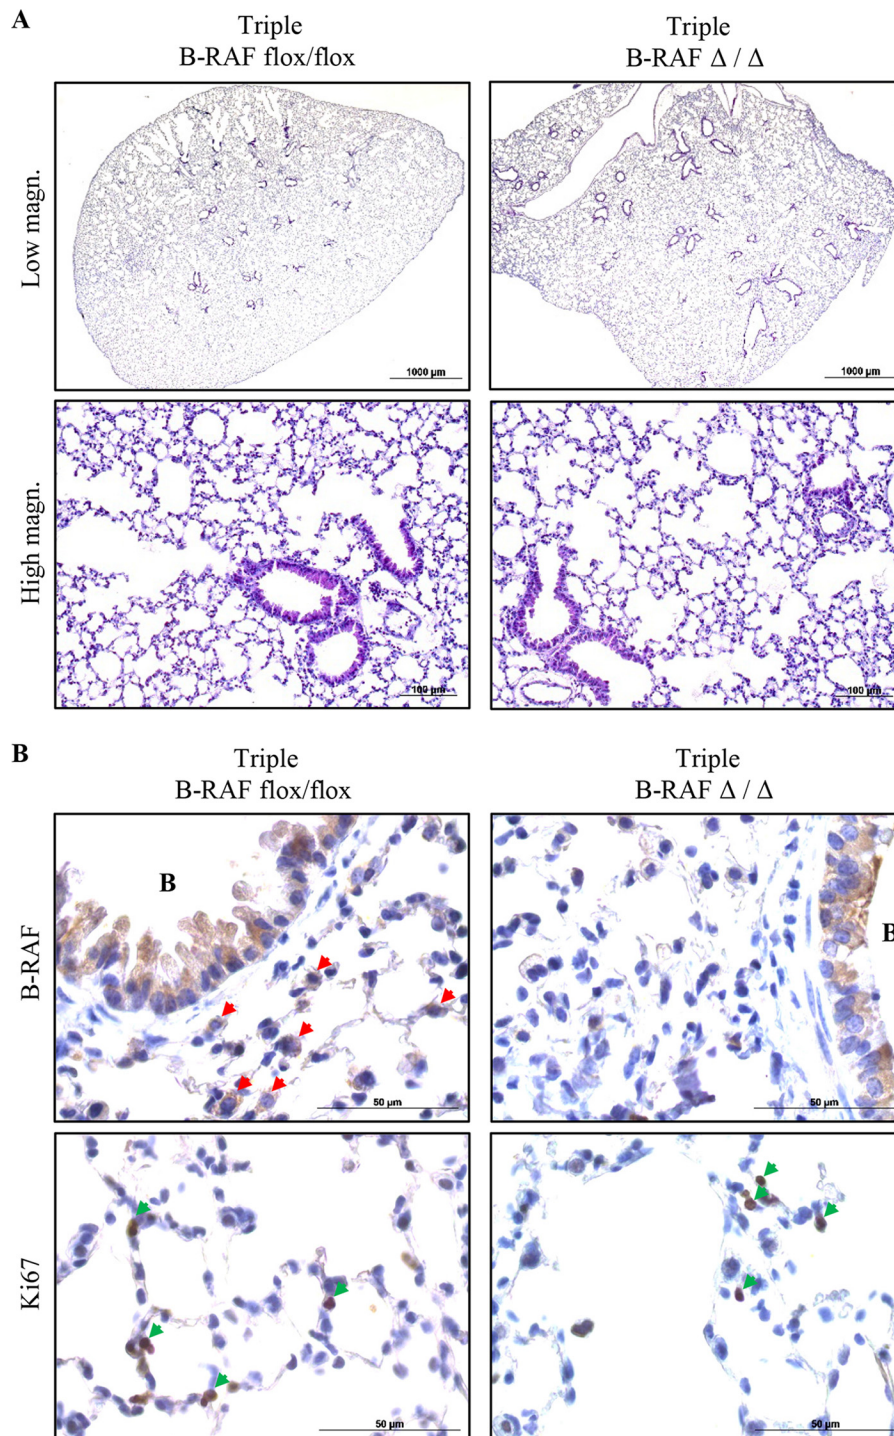 A
Triple
B-RAF flox/flox
Triple
B-RAF Δ / Δ
Low magn.
1000 µm
1000 µm
High magn.
100 µm
100 µm
B
Triple
B-RAF flox/flox
Triple
B-RAF Δ / Δ
B-RAF
B
B
50 µm
50 µm
Ki67
50 µm
50 µm